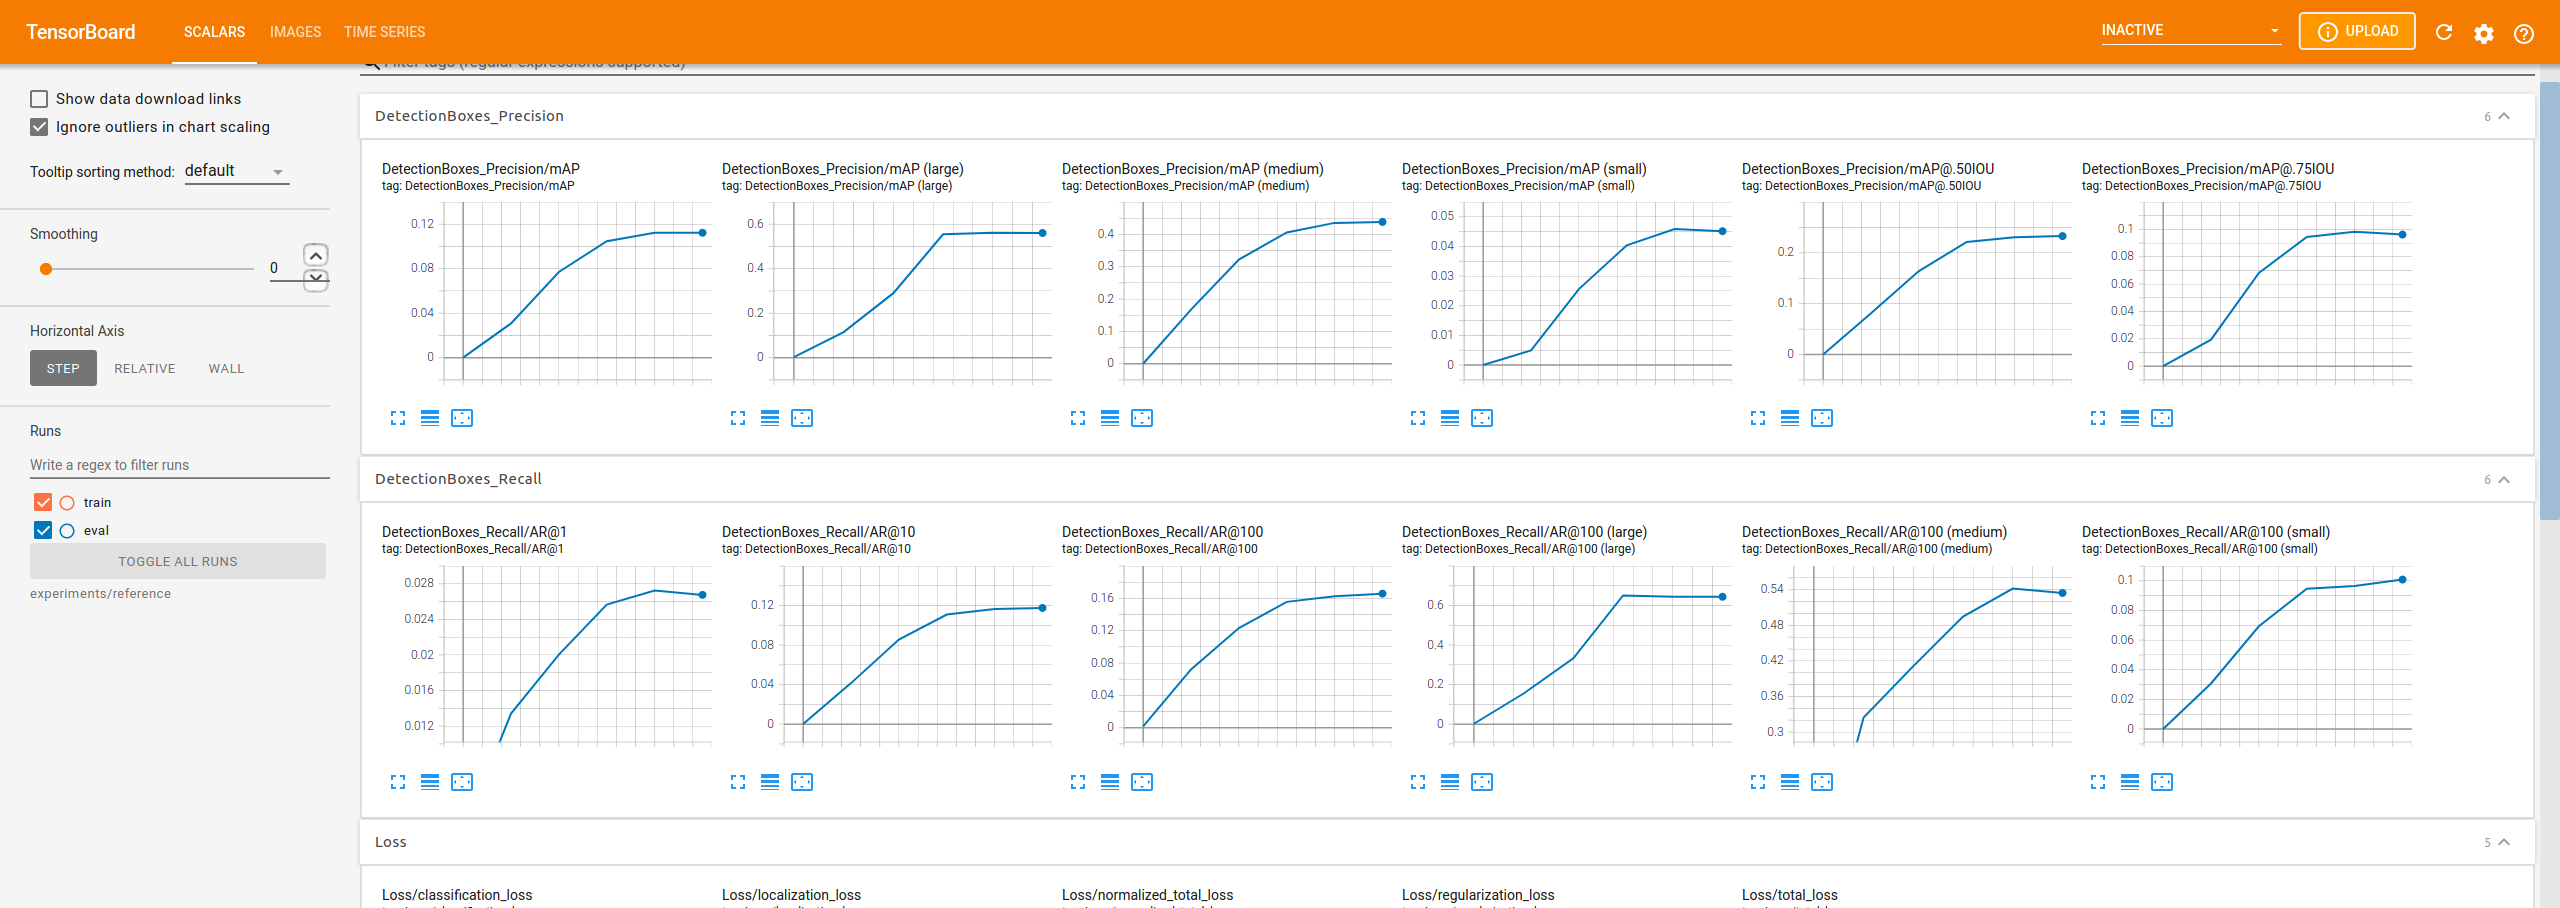 TensorBoard SCALARS IMAGES TIME SERIES INACTIVE UPLOAD
Filter tags (regular expressions supported)
Show data download links
Ignore outliers in chart scaling
Tooltip sorting method: default
Smoothing
0
Horizontal Axis
STEP RELATIVE WALL
Runs
Write a regex to filter runs
train
eval
TOGGLE ALL RUNS
experiments/reference
DetectionBoxes_Precision 6
DetectionBoxes_Precision/mAP
tag: DetectionBoxes_Precision/mAP
0.12
0.08
0.04
0
DetectionBoxes_Precision/mAP (large)
tag: DetectionBoxes_Precision/mAP (large)
0.6
0.4
0.2
0
DetectionBoxes_Precision/mAP (medium)
tag: DetectionBoxes_Precision/mAP (medium)
0.4
0.3
0.2
0.1
0
DetectionBoxes_Precision/mAP (small)
tag: DetectionBoxes_Precision/mAP (small)
0.05
0.04
0.03
0.02
0.01
0
DetectionBoxes_Precision/mAP@.50IOU
tag: DetectionBoxes_Precision/mAP@.50IOU
0.2
0.1
0
DetectionBoxes_Precision/mAP@.75IOU
tag: DetectionBoxes_Precision/mAP@.75IOU
0.1
0.08
0.06
0.04
0.02
0
DetectionBoxes_Recall 6
DetectionBoxes_Recall/AR@1
tag: DetectionBoxes_Recall/AR@1
0.028
0.024
0.02
0.016
0.012
DetectionBoxes_Recall/AR@10
tag: DetectionBoxes_Recall/AR@10
0.12
0.08
0.04
0
DetectionBoxes_Recall/AR@100
tag: DetectionBoxes_Recall/AR@100
0.16
0.12
0.08
0.04
0
DetectionBoxes_Recall/AR@100 (large)
tag: DetectionBoxes_Recall/AR@100 (large)
0.6
0.4
0.2
0
DetectionBoxes_Recall/AR@100 (medium)
tag: DetectionBoxes_Recall/AR@100 (medium)
0.54
0.48
0.42
0.36
0.3
DetectionBoxes_Recall/AR@100 (small)
tag: DetectionBoxes_Recall/AR@100 (small)
0.1
0.08
0.06
0.04
0.02
0
Loss 5
Loss/classification_loss
Loss/localization_loss
Loss/normalized_total_loss
Loss/regularization_loss
Loss/total_loss